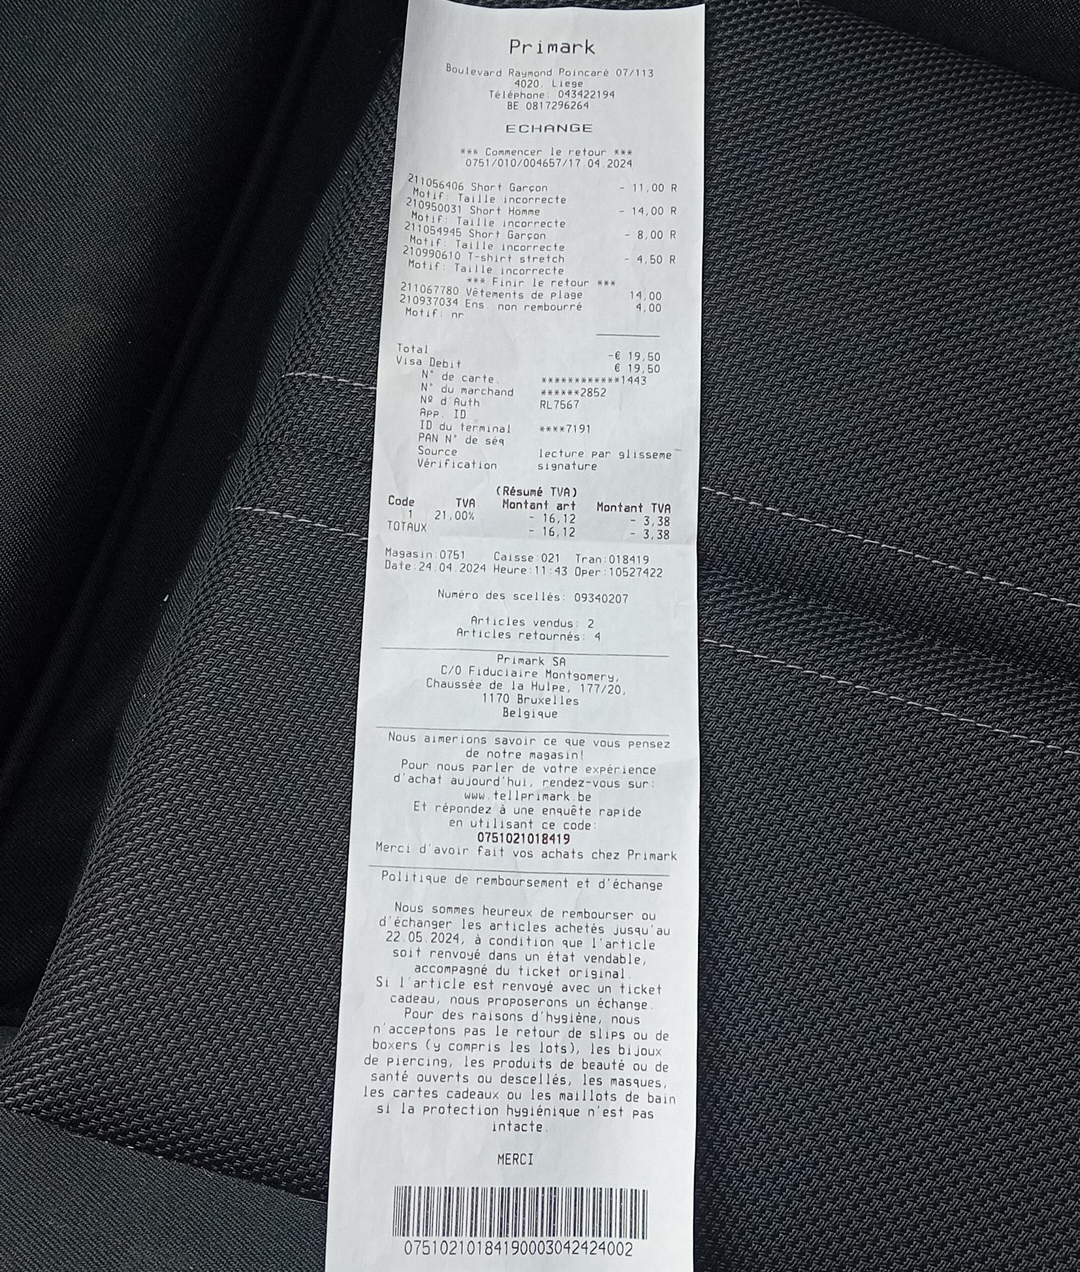 Primark
Boulevard Raymond Poincaré 07/113
4020, Liege
Téléphone: 043422194
BE 0817296264
ECHANGE
*** Commencer le retour ***
0751/010/004657/17.04.2024
211056406 Short Garçon - 11,00 R
Motif: Taille incorrecte
210950031 Short Homme - 14,00 R
Motif: Taille incorrecte
211054945 Short Garçon - 8,00 R
Motif: Taille incorrecte
210990610 T-shirt stretch - 4,50 R
Motif: Taille incorrecte
*** Finir le retour ***
211067780 Vêtements de plage 14,00
210937034 Ens. non rembourré 4,00
Motif: nr
Total -€ 19,50
Visa Debit € 19,50
N° de carte ************1443
N° du marchand ******2852
Nº d'Auth RL7567
App. ID
ID du terminal ****7191
PAN N° de séq
Source lecture par glisseme
Vérification signature
(Résumé TVA)
Code TVA Montant art Montant TVA
1 21,00% - 16,12 - 3,38
TOTAUX - 16,12 - 3,38
Magasin:0751 Caisse:021 Tran:018419
Date:24.04.2024 Heure:11:43 Oper:10527422
Numéro des scellés: 09340207
Articles vendus: 2
Articles retournés: 4
Primark SA
C/O Fiduciaire Montgomery,
Chaussée de la Hulpe, 177/20,
1170 Bruxelles
Belgique
Nous aimerions savoir ce que vous pensez
de notre magasin!
Pour nous parler de votre expérience
d'achat aujourd'hui, rendez-vous sur:
www.tellprimark.be
Et répondez à une enquête rapide
en utilisant ce code:
0751021018419
Merci d'avoir fait vos achats chez Primark
Politique de remboursement et d'échange
Nous sommes heureux de rembourser ou
d'échanger les articles achetés jusqu'au
22.05.2024, à condition que l'article
soit renvoyé dans un état vendable,
accompagné du ticket original.
Si l'article est renvoyé avec un ticket
cadeau, nous proposerons un échange.
Pour des raisons d'hygiène, nous
n'acceptons pas le retour de slips ou de
boxers (y compris les lots), les bijoux
de piercing, les produits de beauté ou de
santé ouverts ou descellés, les masques,
les cartes cadeaux ou les maillots de bain
si la protection hygiénique n'est pas
intacte.
MERCI
07510210184190003042424002